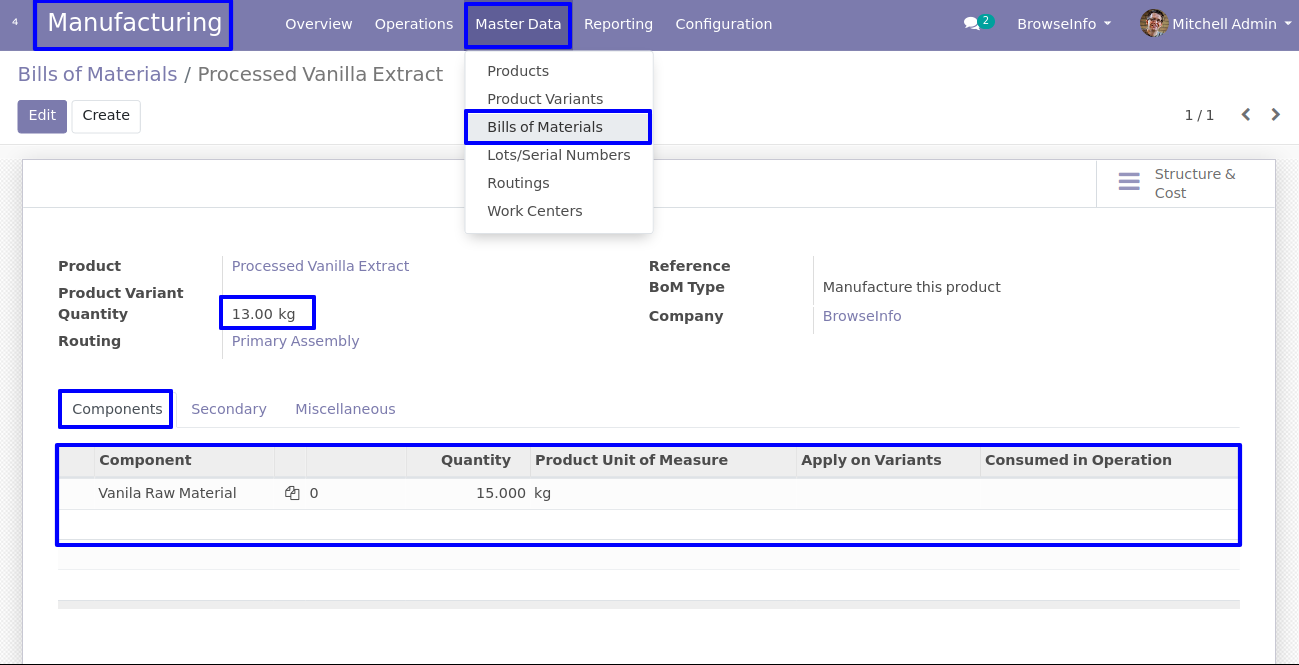 4 Manufacturing Overview Operations Master Data Reporting Configuration 2 BrowseInfo Mitchell Admin
Bills of Materials / Processed Vanilla Extract
Products
Product Variants
Edit Create
Bills of Materials
1 / 1
Lots/Serial Numbers
Routings
Work Centers
Structure &
Cost
Product Processed Vanilla Extract
Reference
Product Variant
BoM Type Manufacture this product
Quantity 13.00 kg
Company BrowseInfo
Routing Primary Assembly
Components Secondary Miscellaneous
Component Quantity Product Unit of Measure Apply on Variants Consumed in Operation
Vanila Raw Material 0 15.000 kg